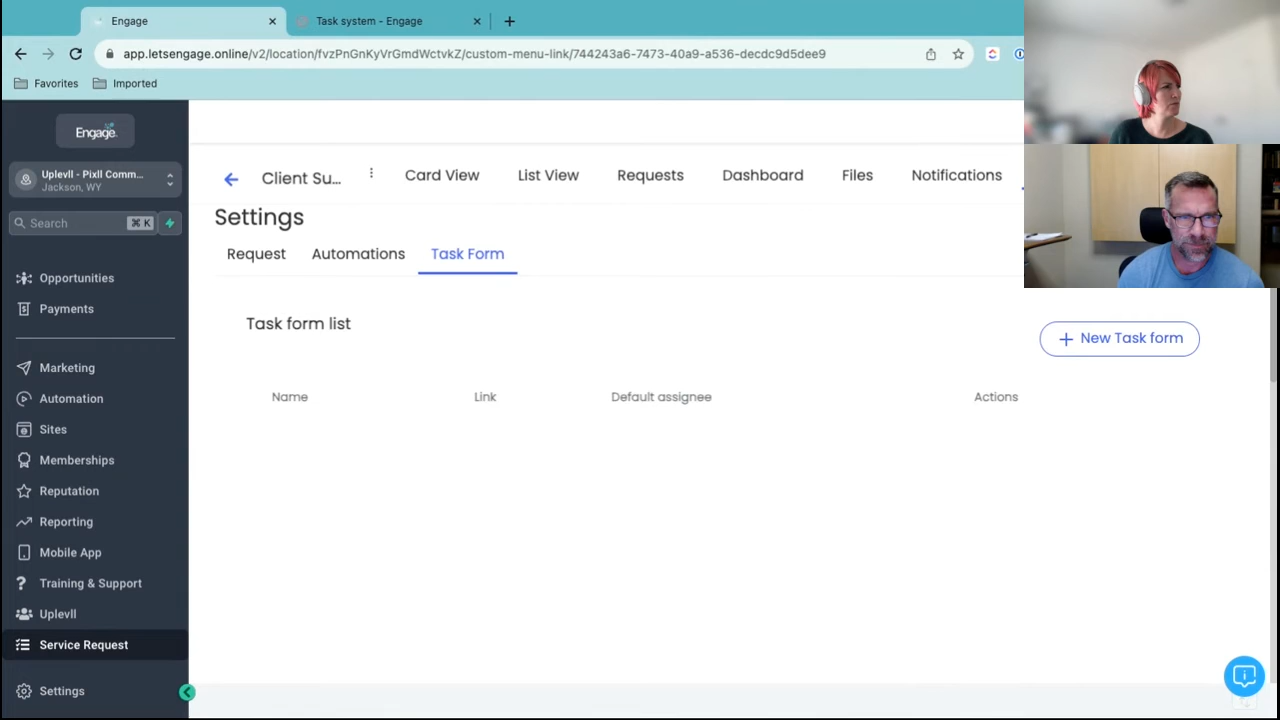 Engage
Task system - Engage
app.letsengage.online/v2/location/fvzPnGnKyVrGmdWctvkZ/custom-menu-link/744243a6-7473-40a9-a536-decdc9d5dee9
Favorites
Imported
Engage
Uplevll - Pixll Comm...
Jackson, WY
Search
⌘ K
Opportunities
Payments
Marketing
Automation
Sites
Memberships
Reputation
Reporting
Mobile App
Training & Support
Uplevll
Service Request
Settings
Client Su...
Card View
List View
Requests
Dashboard
Files
Notifications
Settings
Request
Automations
Task Form
Task form list
+ New Task form
Name
Link
Default assignee
Actions